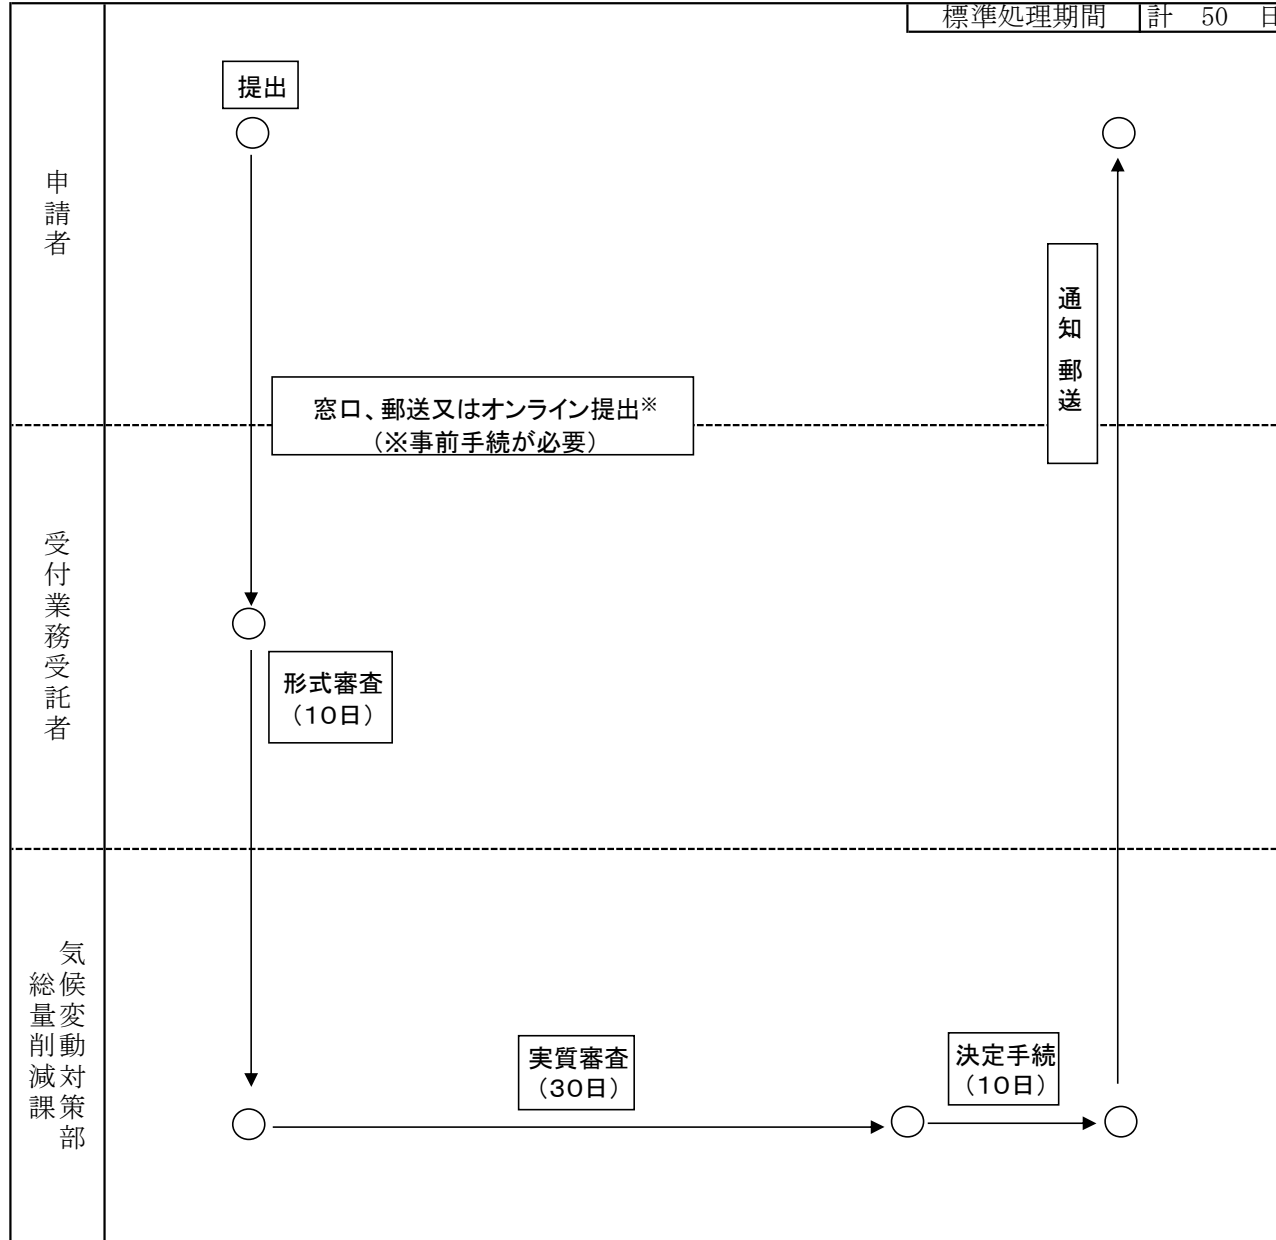 標準処理期間 計 50 日
提出
申請者
通知 郵送
窓口、郵送又はオンライン提出※
(※事前手続が必要)
受付業務受託者
形式審査
(10日)
気候変動対策部
総量削減課
実質審査
(30日)
決定手続
(10日)